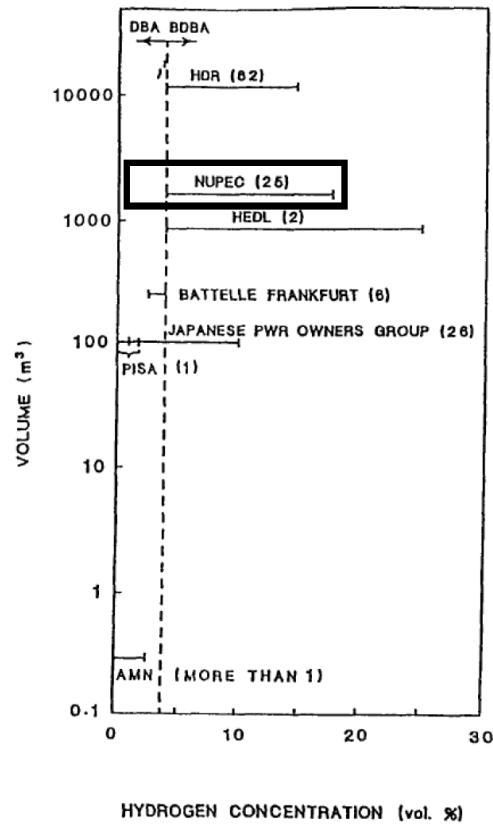 DBA BDBA
HDR (62)
10000
NUPEC (25)
1000
HEDL (2)
BATTELLE FRANKFURT (6)
JAPANESE PWR OWNERS GROUP (26)
100
PISA (1)
VOLUME (m³)
10
1
AMN (MORE THAN 1)
0.1
0 10 20 30
HYDROGEN CONCENTRATION (vol. %)